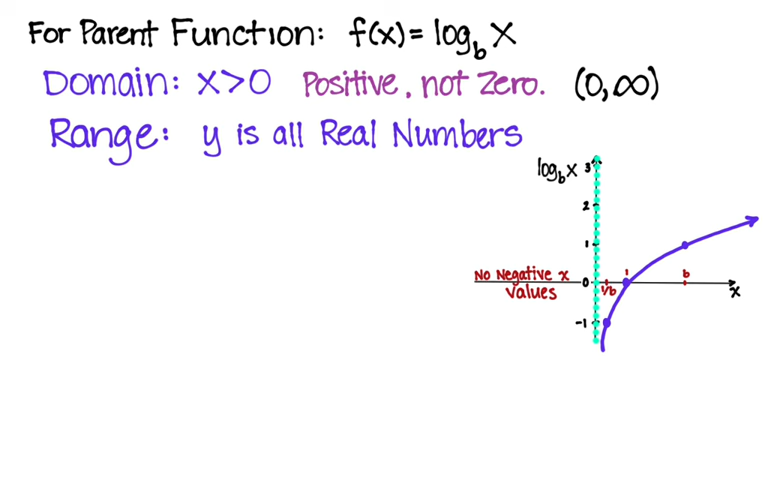 For Parent Function: f(x) = log_b X
Domain: x>0 Positive, not Zero. (0,∞)
Range: y is all Real Numbers
log_b X
3
2
1
0
-1
No Negative x
Values
1/b
1
b
x